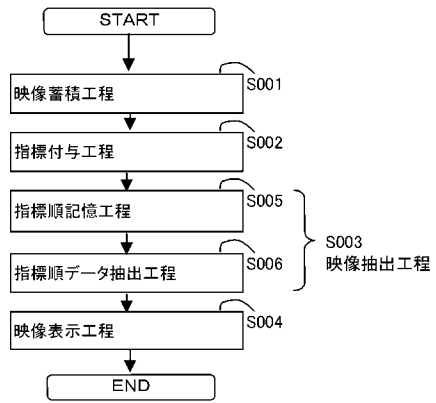 START
S001
映像蓄積工程
S002
指標付与工程
S005
指標順記憶工程
S003
映像抽出工程
S006
指標順データ抽出工程
S004
映像表示工程
END